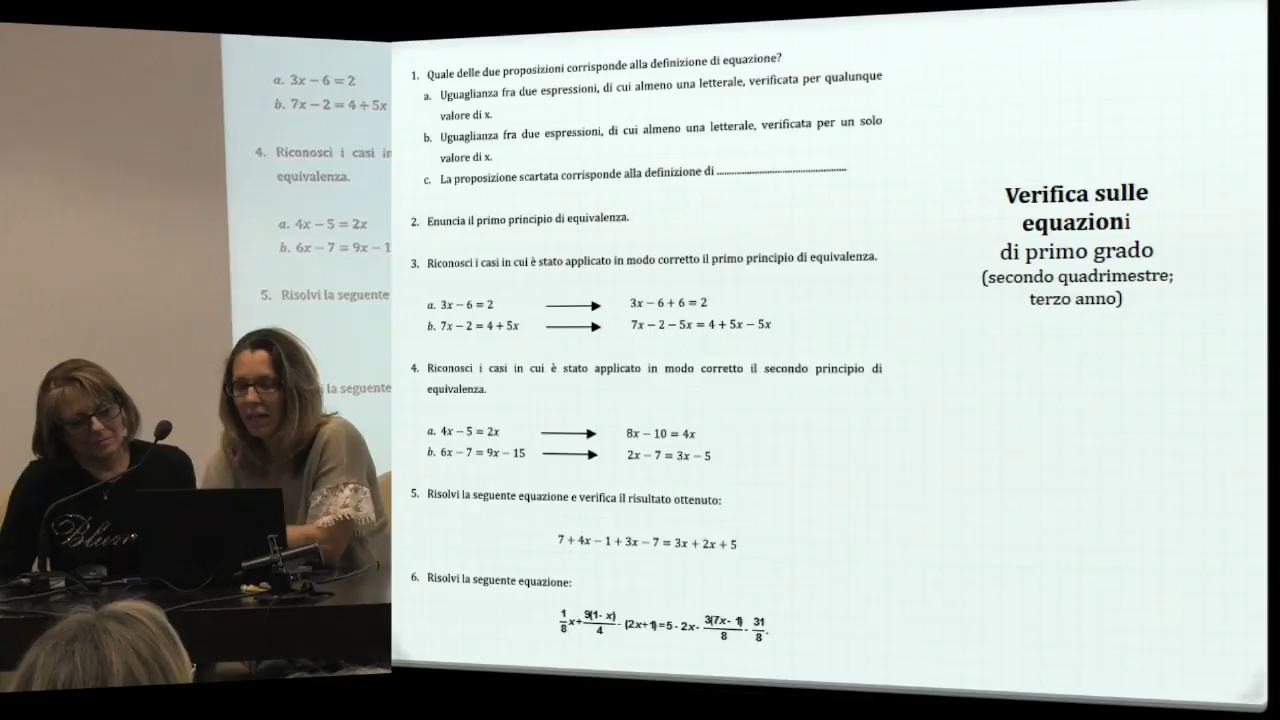 a. 3x − 6 = 2
b. 7x − 2 = 4 + 5x
4. Riconosci i casi in
equivalenza.
a. 4x − 5 = 2x
b. 6x − 7 = 9x − 1
5. Risolvi la seguente
la seguente
1. Quale delle due proposizioni corrisponde alla definizione di equazione?
a. Uguaglianza fra due espressioni, di cui almeno una letterale, verificata per qualunque
valore di x.
b. Uguaglianza fra due espressioni, di cui almeno una letterale, verificata per un solo
valore di x.
c. La proposizione scartata corrisponde alla definizione di ................................................
2. Enuncia il primo principio di equivalenza.
3. Riconosci i casi in cui è stato applicato in modo corretto il primo principio di equivalenza.
a. 3x − 6 = 2 ⟶ 3x − 6 + 6 = 2
b. 7x − 2 = 4 + 5x ⟶ 7x − 2 − 5x = 4 + 5x − 5x
4. Riconosci i casi in cui è stato applicato in modo corretto il secondo principio di
equivalenza.
a. 4x − 5 = 2x ⟶ 8x − 10 = 4x
b. 6x − 7 = 9x − 15 ⟶ 2x − 7 = 3x − 5
5. Risolvi la seguente equazione e verifica il risultato ottenuto:
7 + 4x − 1 + 3x − 7 = 3x + 2x + 5
6. Risolvi la seguente equazione:
1/8 x + 9(1 - x)/4 - (2x+1) = 5 - 2x - 3(7x - 1)/8 - 31/8.
Verifica sulle
equazioni
di primo grado
(secondo quadrimestre;
terzo anno)